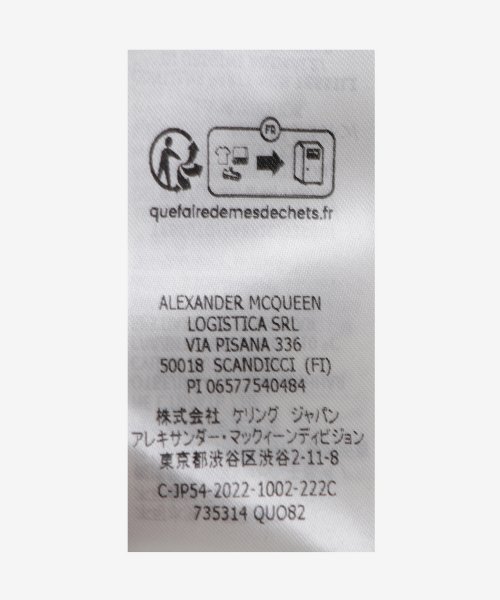 FR
quefairedemesdechets.fr
ALEXANDER MCQUEEN
LOGISTICA SRL
VIA PISANA 336
50018 SCANDICCI (FI)
PI 06577540484
株式会社 ケリング ジャパン
アレキサンダー・マックィーンディビジョン
東京都渋谷区渋谷2-11-8
C-JP54-2022-1002-222C
735314 QUO82